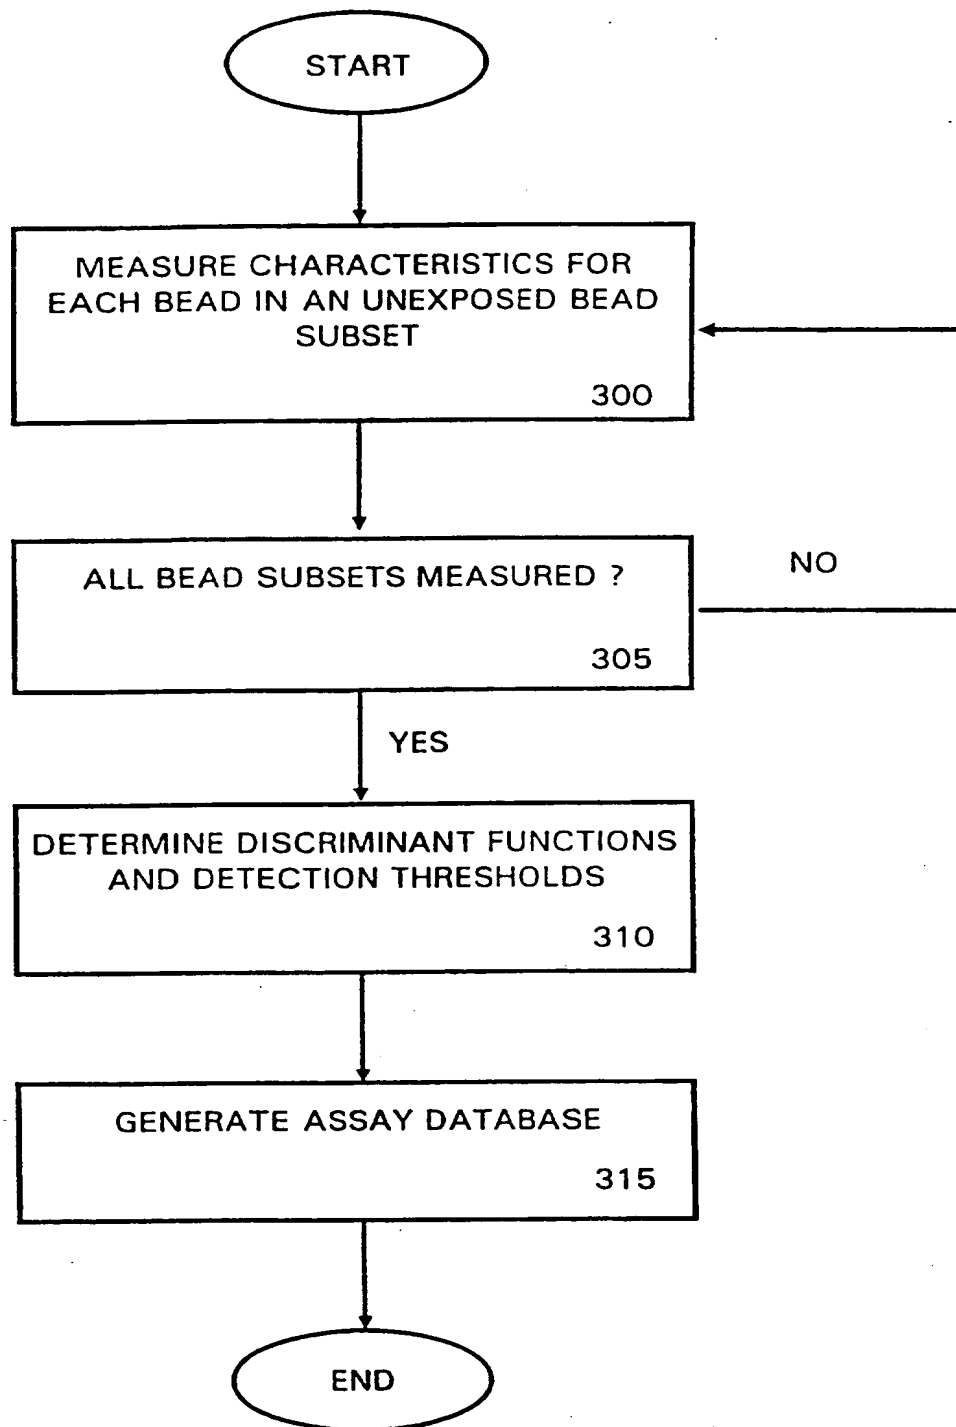 START
MEASURE CHARACTERISTICS FOR
EACH BEAD IN AN UNEXPOSED BEAD
SUBSET
300
ALL BEAD SUBSETS MEASURED ?
NO
305
YES
DETERMINE DISCRIMINANT FUNCTIONS
AND DETECTION THRESHOLDS
310
GENERATE ASSAY DATABASE
315
END